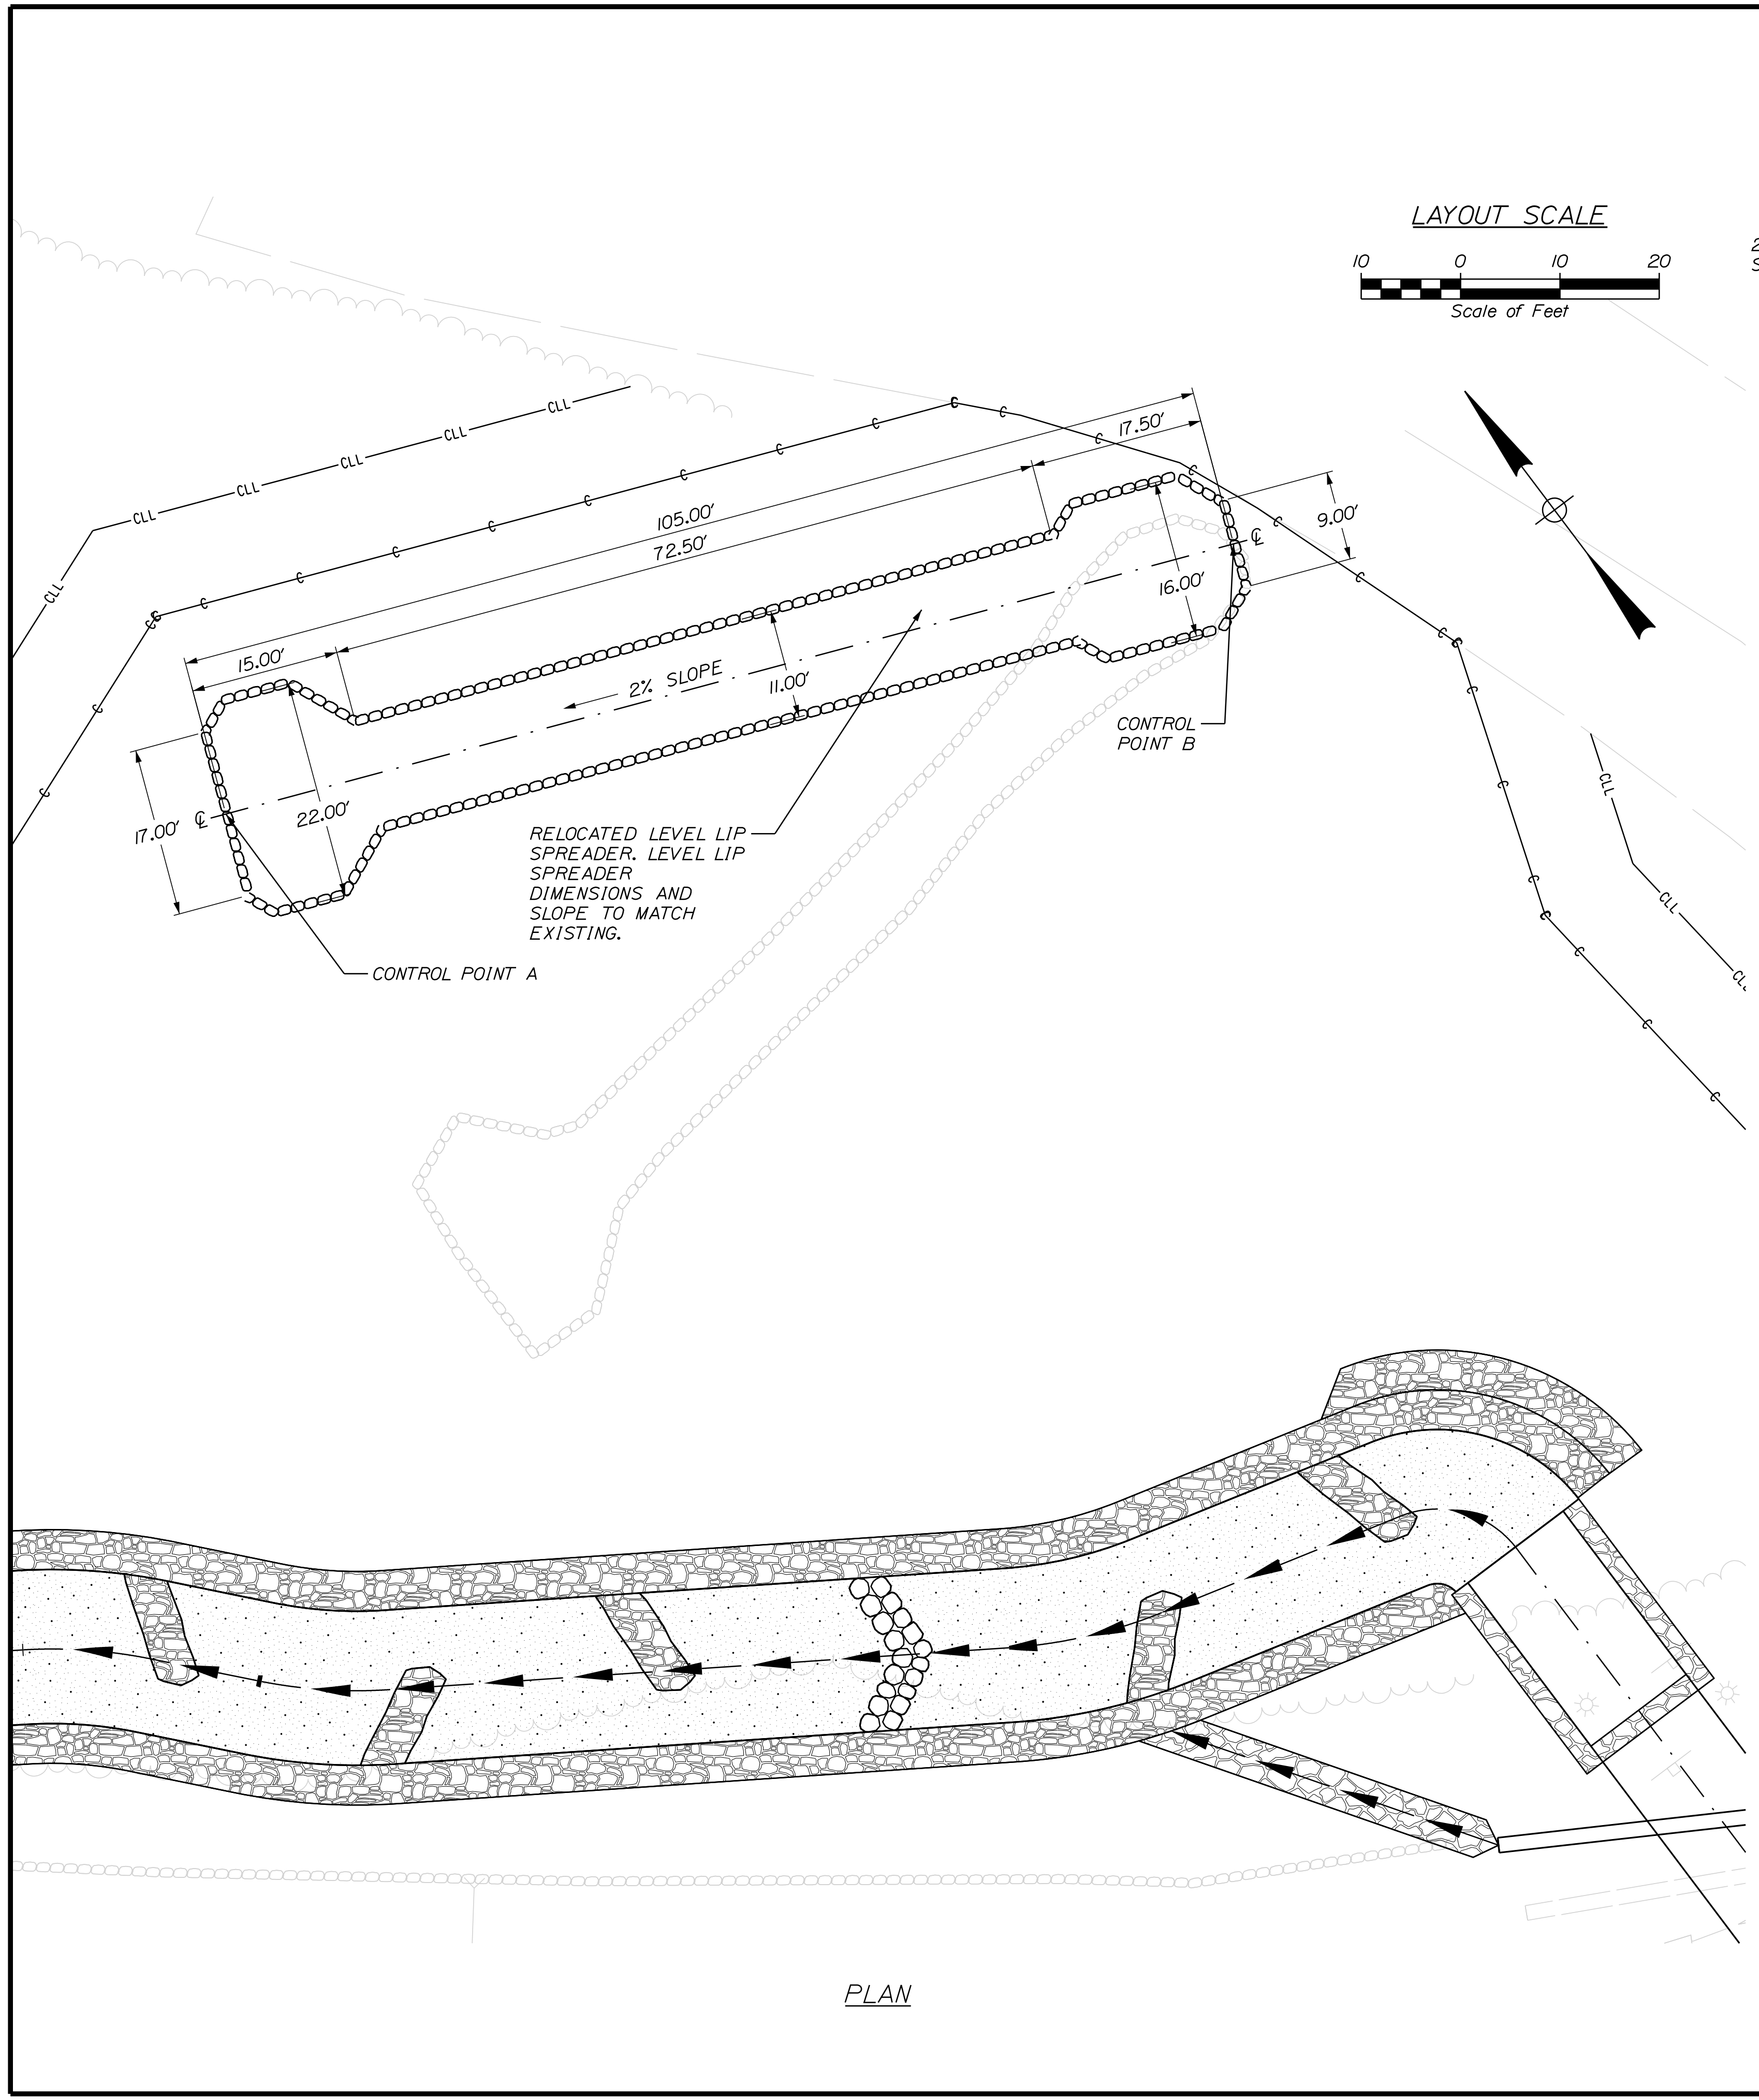 LAYOUT SCALE
10 0 10 20
Scale of Feet
2
S
CLL CLL CLL CLL CLL CLL
C C C C C C C C C C C C C C C C C C C C C C C C C C C
105.00'
72.50'
17.50'
15.00'
9.00'
16.00'
11.00'
2% SLOPE
22.00'
17.00'
℄
℄
CONTROL
POINT B
RELOCATED LEVEL LIP
SPREADER. LEVEL LIP
SPREADER
DIMENSIONS AND
SLOPE TO MATCH
EXISTING.
CONTROL POINT A
CLL
CLL
CLL
PLAN